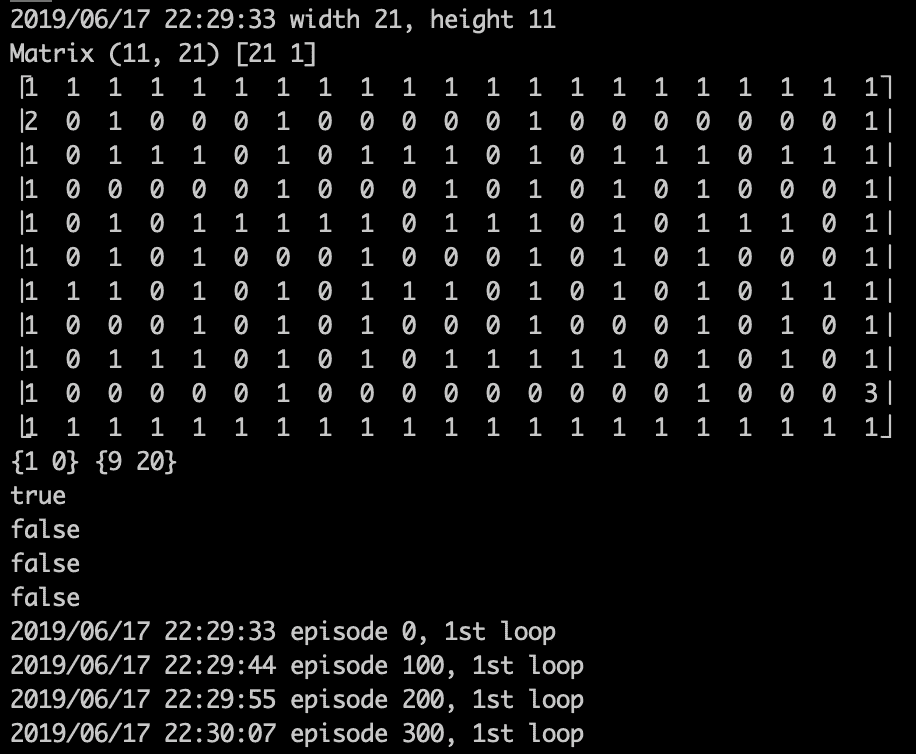 2019/06/17 22:29:33 width 21, height 11
Matrix (11, 21) [21 1]
⎡1  1  1  1  1  1  1  1  1  1  1  1  1  1  1  1  1  1  1  1  1⎤
⎢2  0  1  0  0  0  1  0  0  0  0  0  1  0  0  0  0  0  0  0  1⎥
⎢1  0  1  1  1  0  1  0  1  1  1  0  1  0  1  1  1  0  1  1  1⎥
⎢1  0  0  0  0  0  1  0  0  0  1  0  1  0  1  0  1  0  0  0  1⎥
⎢1  0  1  0  1  1  1  1  1  0  1  1  1  0  1  0  1  1  1  0  1⎥
⎢1  0  1  0  1  0  0  0  1  0  0  0  1  0  1  0  1  0  0  0  1⎥
⎢1  1  1  0  1  0  1  0  1  1  1  0  1  0  1  0  1  0  1  1  1⎥
⎢1  0  0  0  1  0  1  0  1  0  0  0  1  0  0  0  1  0  1  0  1⎥
⎢1  0  1  1  1  0  1  0  1  0  1  1  1  1  1  0  1  0  1  0  1⎥
⎢1  0  0  0  0  0  1  0  0  0  0  0  0  0  0  0  1  0  0  0  3⎥
⎣1  1  1  1  1  1  1  1  1  1  1  1  1  1  1  1  1  1  1  1  1⎦
{1 0} {9 20}
true
false
false
false
2019/06/17 22:29:33 episode 0, 1st loop
2019/06/17 22:29:44 episode 100, 1st loop
2019/06/17 22:29:55 episode 200, 1st loop
2019/06/17 22:30:07 episode 300, 1st loop